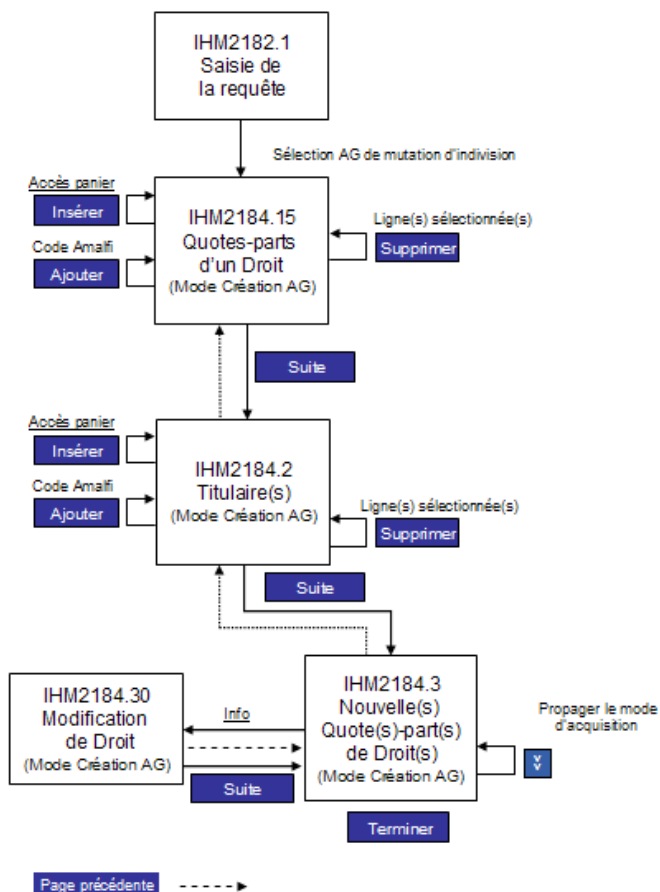 IHM2182.1
Saisie de
la requête
Sélection AG de mutation d'indivision
Accès panier
Insérer
Code Amalfi
Ajouter
IHM2184.15
Quotes-parts
d'un Droit
(Mode Création AG)
Ligne(s) sélectionnée(s)
Supprimer
Suite
Accès panier
Insérer
Code Amalfi
Ajouter
IHM2184.2
Titulaire(s)
(Mode Création AG)
Ligne(s) sélectionnée(s)
Supprimer
Suite
IHM2184.30
Modification
de Droit
(Mode Création AG)
Info
Suite
IHM2184.3
Nouvelle(s)
Quote(s)-part(s)
de Droit(s)
(Mode Création AG)
Propager le mode
d'acquisition
Terminer
Page précédente